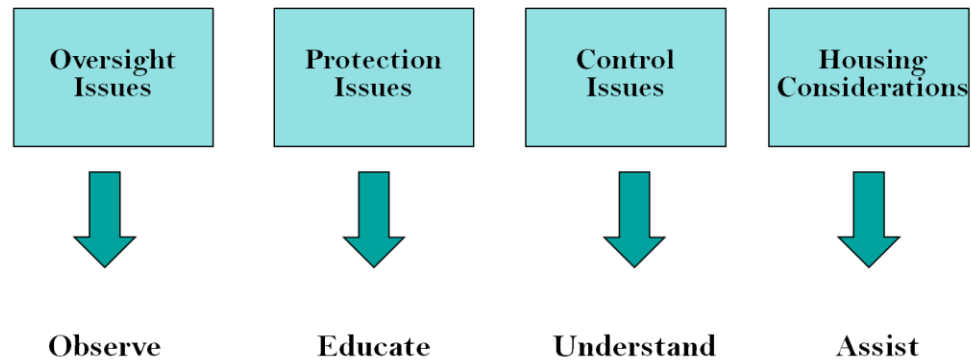 Oversight
Issues
Protection
Issues
Control
Issues
Housing
Considerations
Observe
Educate
Understand
Assist